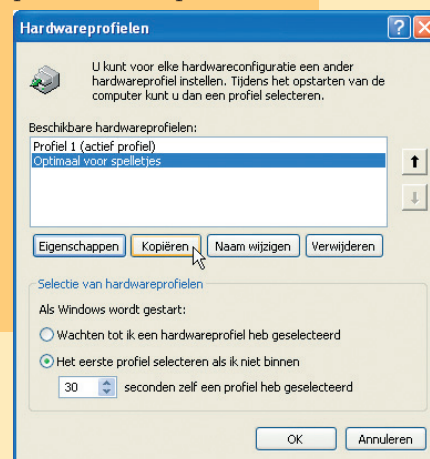 Hardwareprofielen
U kunt voor elke hardwareconfiguratie een ander
hardwareprofiel instellen. Tijdens het opstarten van de
computer kunt u dan een profiel selecteren.
Beschikbare hardwareprofielen:
Profiel 1 (actief profiel)
Optimaal voor spelletjes
Eigenschappen Kopiëren Naam wijzigen Verwijderen
Selectie van hardwareprofielen
Als Windows wordt gestart:
Wachten tot ik een hardwareprofiel heb geselecteerd
Het eerste profiel selecteren als ik niet binnen
30 seconden zelf een profiel heb geselecteerd
OK Annuleren